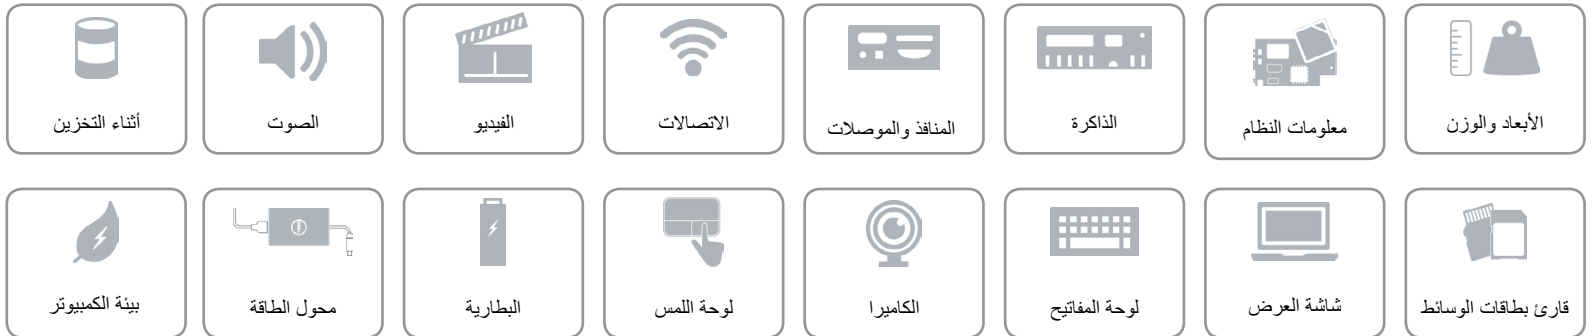 الأبعاد والوزن
معلومات النظام
الذاكرة
المنافذ والموصلات
الاتصالات
الفيديو
الصوت
أثناء التخزين
قارئ بطاقات الوسائط
شاشة العرض
لوحة المفاتيح
الكاميرا
لوحة اللمس
البطارية
محول الطاقة
بيئة الكمبيوتر